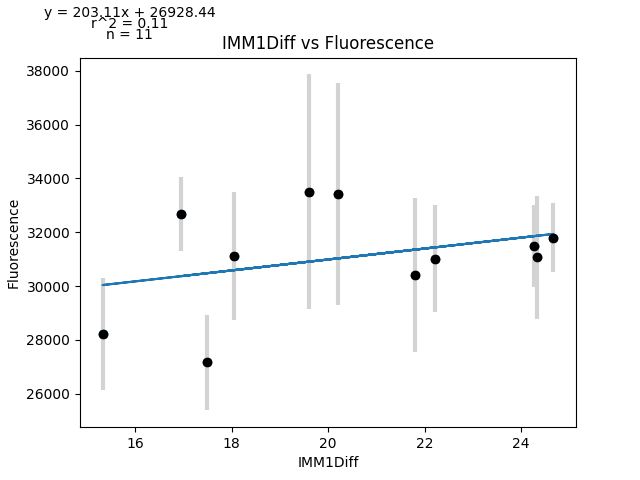 y = 203.11x + 26928.44
r^2 = 0.11
n = 11
IMM1Diff vs Fluorescence
38000
36000
34000
32000
30000
28000
26000
Fluorescence
16
18
20
22
24
IMM1Diff